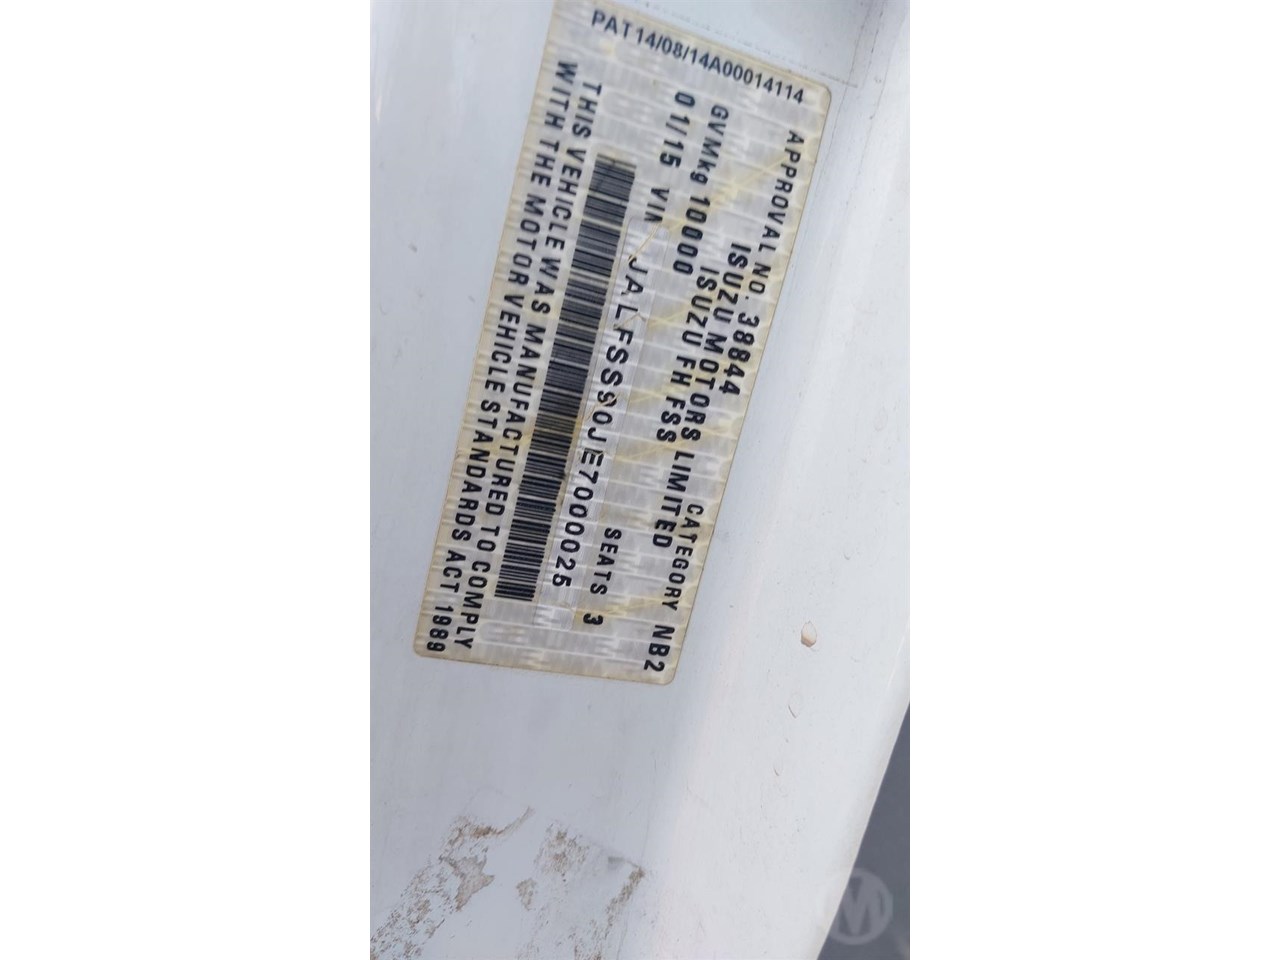 PAT14/08/14A00014114
APPROVAL NO. 38844 CATEGORY NB2
ISUZU MOTORS LIMITED
ISUZU FH FSS
GVMkg 10000 SEATS 3
01/15 VIN JALFSS90JE7000025
THIS VEHICLE WAS MANUFACTURED TO COMPLY
WITH THE MOTOR VEHICLE STANDARDS ACT 1989
M